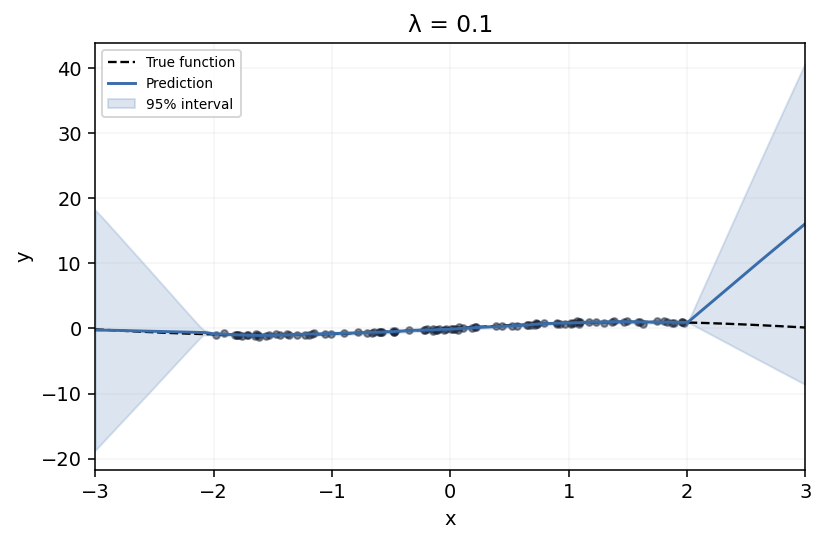 λ = 0.1
True function
Prediction
95% interval
y
40
30
20
10
0
−10
−20
−3 −2 −1 0 1 2 3
x